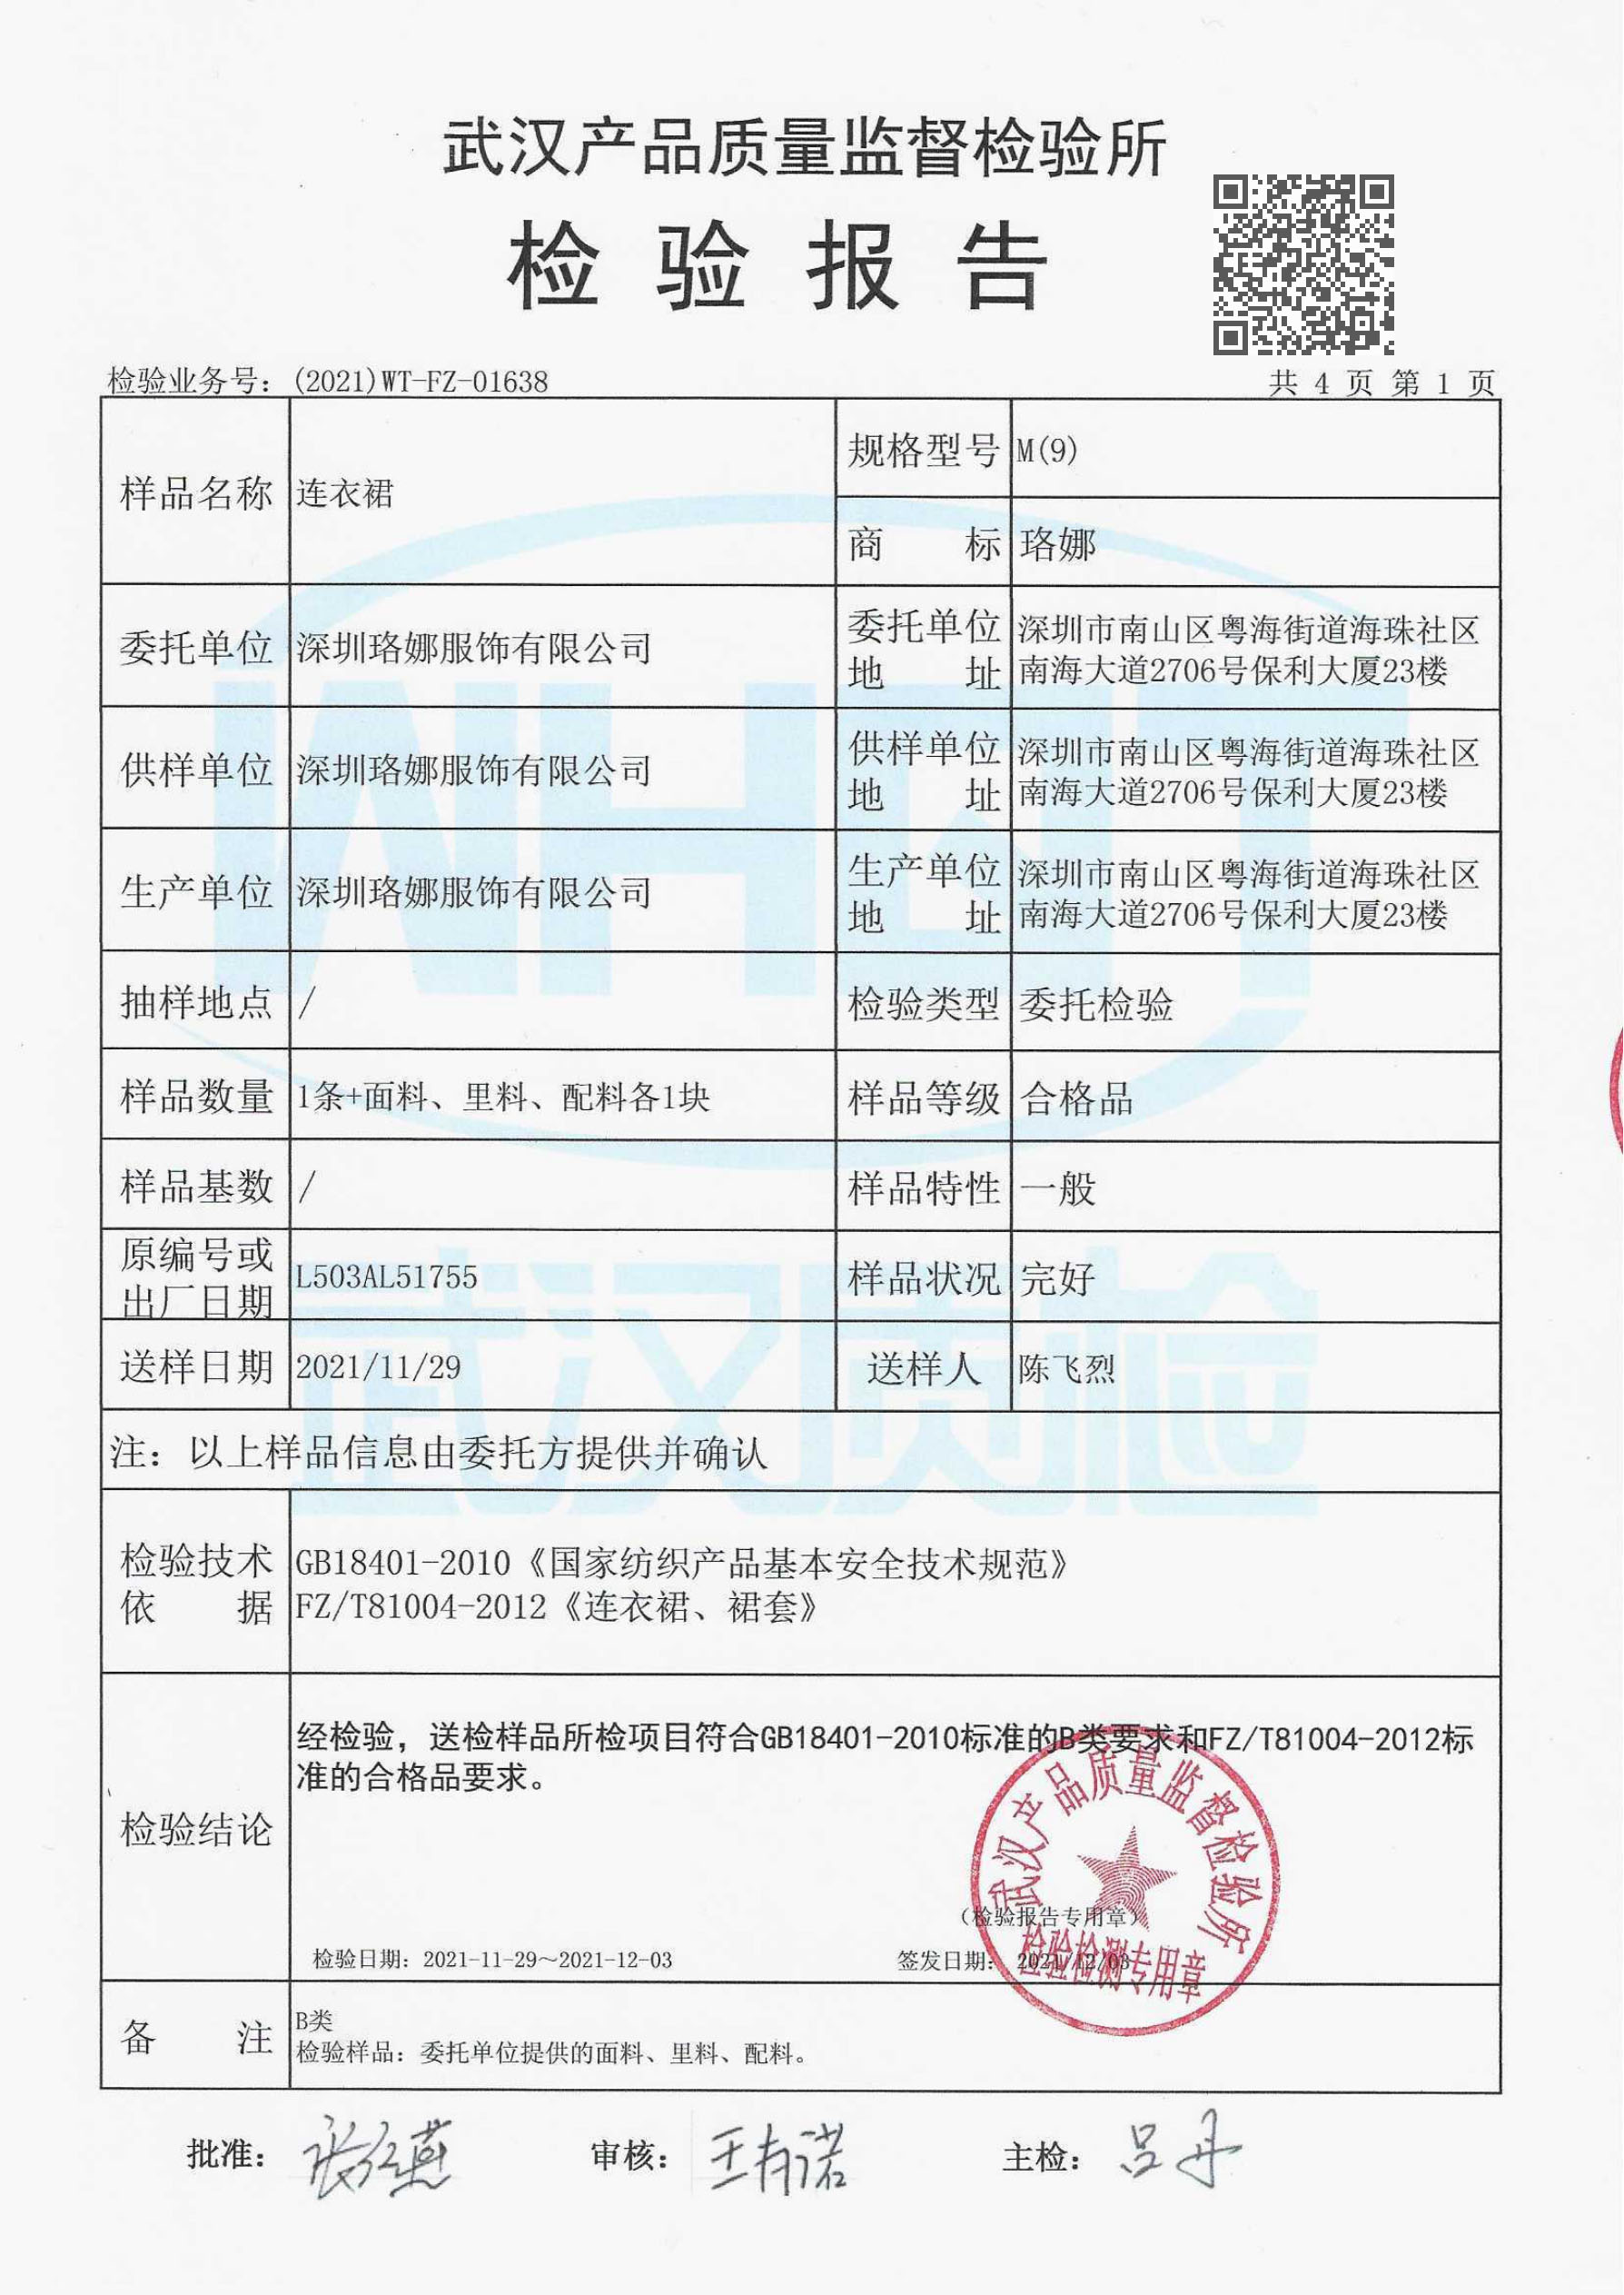 武汉产品质量监督检验所
检验报告
检验业务号：(2021)WT-FZ-01638
共 4 页 第 1 页
样品名称 连衣裙 规格型号 M(9)
商 标 珞娜
委托单位 深圳珞娜服饰有限公司 委托单位 深圳市南山区粤海街道海珠社区
地 址 南海大道2706号保利大厦23楼
供样单位 深圳珞娜服饰有限公司 供样单位 深圳市南山区粤海街道海珠社区
地 址 南海大道2706号保利大厦23楼
生产单位 深圳珞娜服饰有限公司 生产单位 深圳市南山区粤海街道海珠社区
地 址 南海大道2706号保利大厦23楼
抽样地点 / 检验类型 委托检验
样品数量 1条+面料、里料、配料各1块 样品等级 合格品
样品基数 / 样品特性 一般
原编号或
出厂日期 L503AL51755 样品状况 完好
送样日期 2021/11/29 送样人 陈飞烈
注：以上样品信息由委托方提供并确认
检验技术 GB18401-2010《国家纺织产品基本安全技术规范》
依 据 FZ/T81004-2012《连衣裙、裙套》
检验结论 经检验，送检样品所检项目符合GB18401-2010标准的B类要求和FZ/T81004-2012标
准的合格品要求。
武汉产品质量监督检验所
(检验报告专用章)
检验检测专用章
检验日期：2021-11-29～2021-12-03 签发日期：2021/12/03
备 注 B类
检验样品：委托单位提供的面料、里料、配料。
批准：张红燕 审核：王有诺 主检：吕丹
武汉质检